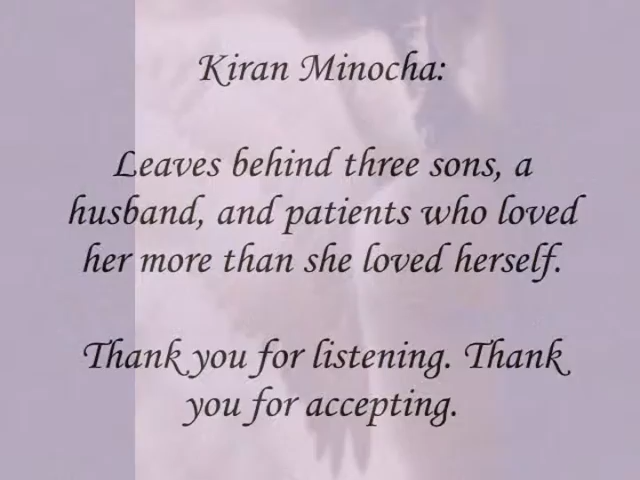 Kiran Minocha:
Leaves behind three sons, a
husband, and patients who loved
her more than she loved herself.
Thank you for listening. Thank
you for accepting.